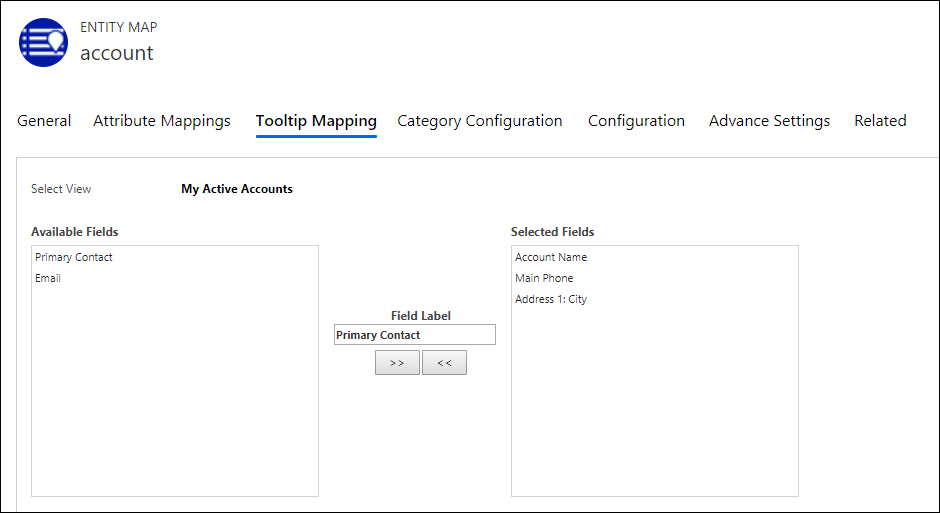 ENTITY MAP
account
General Attribute Mappings Tooltip Mapping Category Configuration Configuration Advance Settings Related
Select View My Active Accounts
Available Fields
Primary Contact
Email
Field Label
Primary Contact
>> <<
Selected Fields
Account Name
Main Phone
Address 1: City